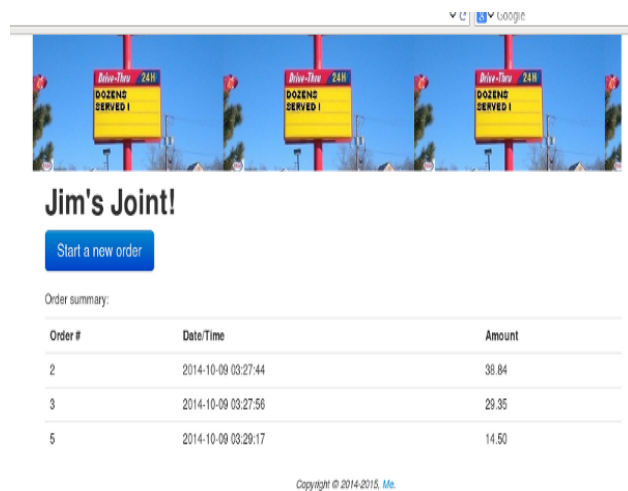 Google
Drive-Thru 24H
DOZENS
SERVED !
Drive-Thru 24H
DOZENS
SERVED !
Drive-Thru 24H
DOZENS
SERVED !
Jim's Joint!
Start a new order
Order summary:
Order # Date/Time Amount
2 2014-10-09 03:27:44 38.84
3 2014-10-09 03:27:56 29.35
5 2014-10-09 03:29:17 14.50
Copyright © 2014-2015, Me.